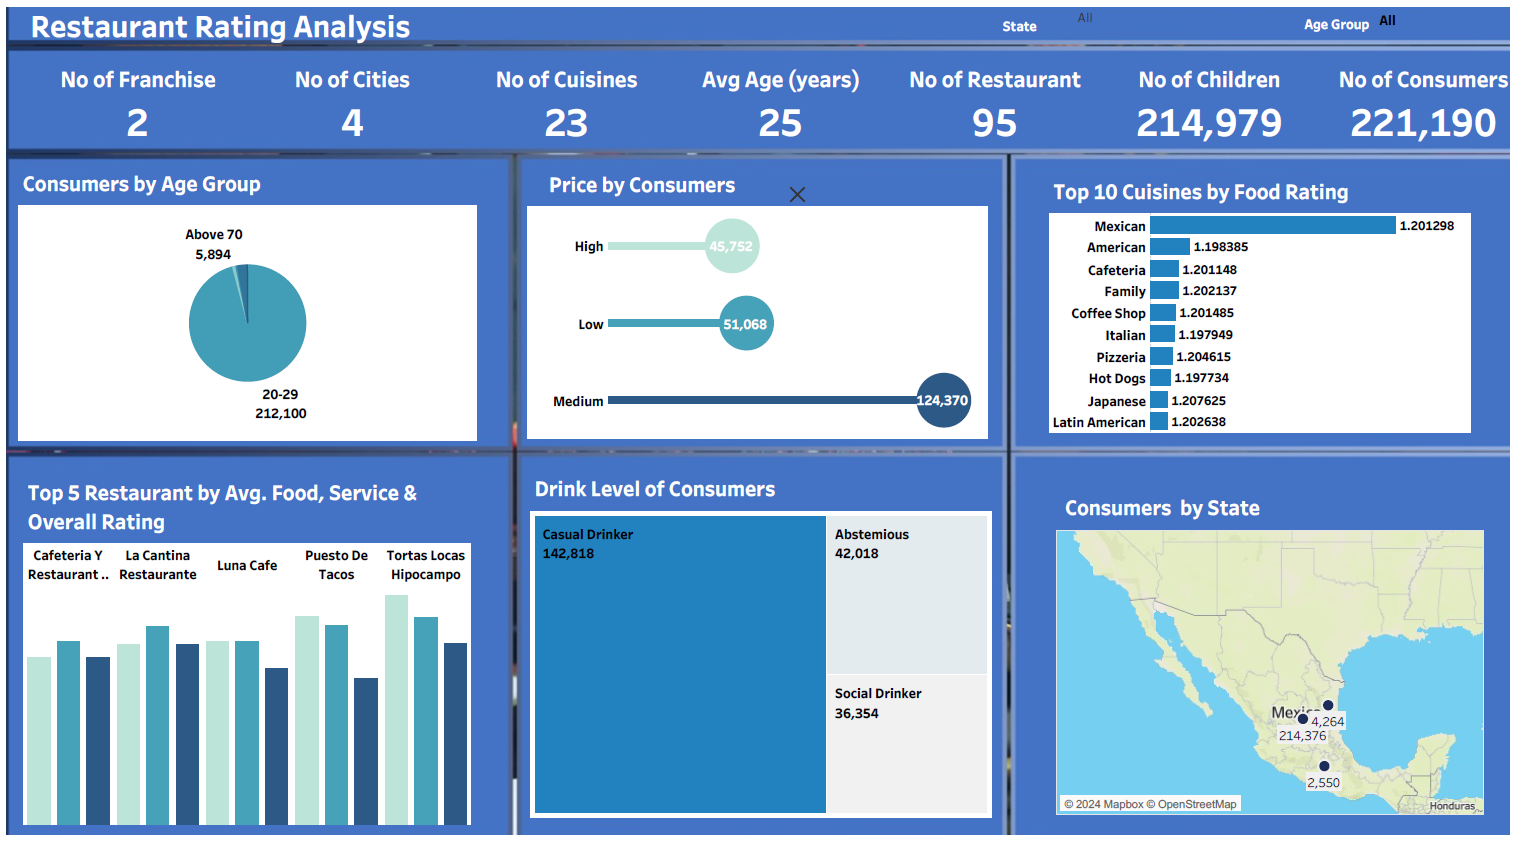 Restaurant Rating Analysis
State
All
Age Group
All
No of Franchise
2
No of Cities
4
No of Cuisines
23
Avg Age (years)
25
No of Restaurant
95
No of Children
214,979
No of Consumers
221,190
Consumers by Age Group
Above 70
5,894
20-29
212,100
Price by Consumers
High
45,752
Low
51,068
Medium
124,370
Top 10 Cuisines by Food Rating
Mexican 1.201298
American 1.198385
Cafeteria 1.201148
Family 1.202137
Coffee Shop 1.201485
Italian 1.197949
Pizzeria 1.204615
Hot Dogs 1.197734
Japanese 1.207625
Latin American 1.202638
Top 5 Restaurant by Avg. Food, Service &
Overall Rating
Cafeteria Y
Restaurant ..
La Cantina
Restaurante
Luna Cafe
Puesto De
Tacos
Tortas Locas
Hipocampo
Drink Level of Consumers
Casual Drinker
142,818
Abstemious
42,018
Social Drinker
36,354
Consumers by State
4,264
214,376
2,550
Honduras
© 2024 Mapbox © OpenStreetMap